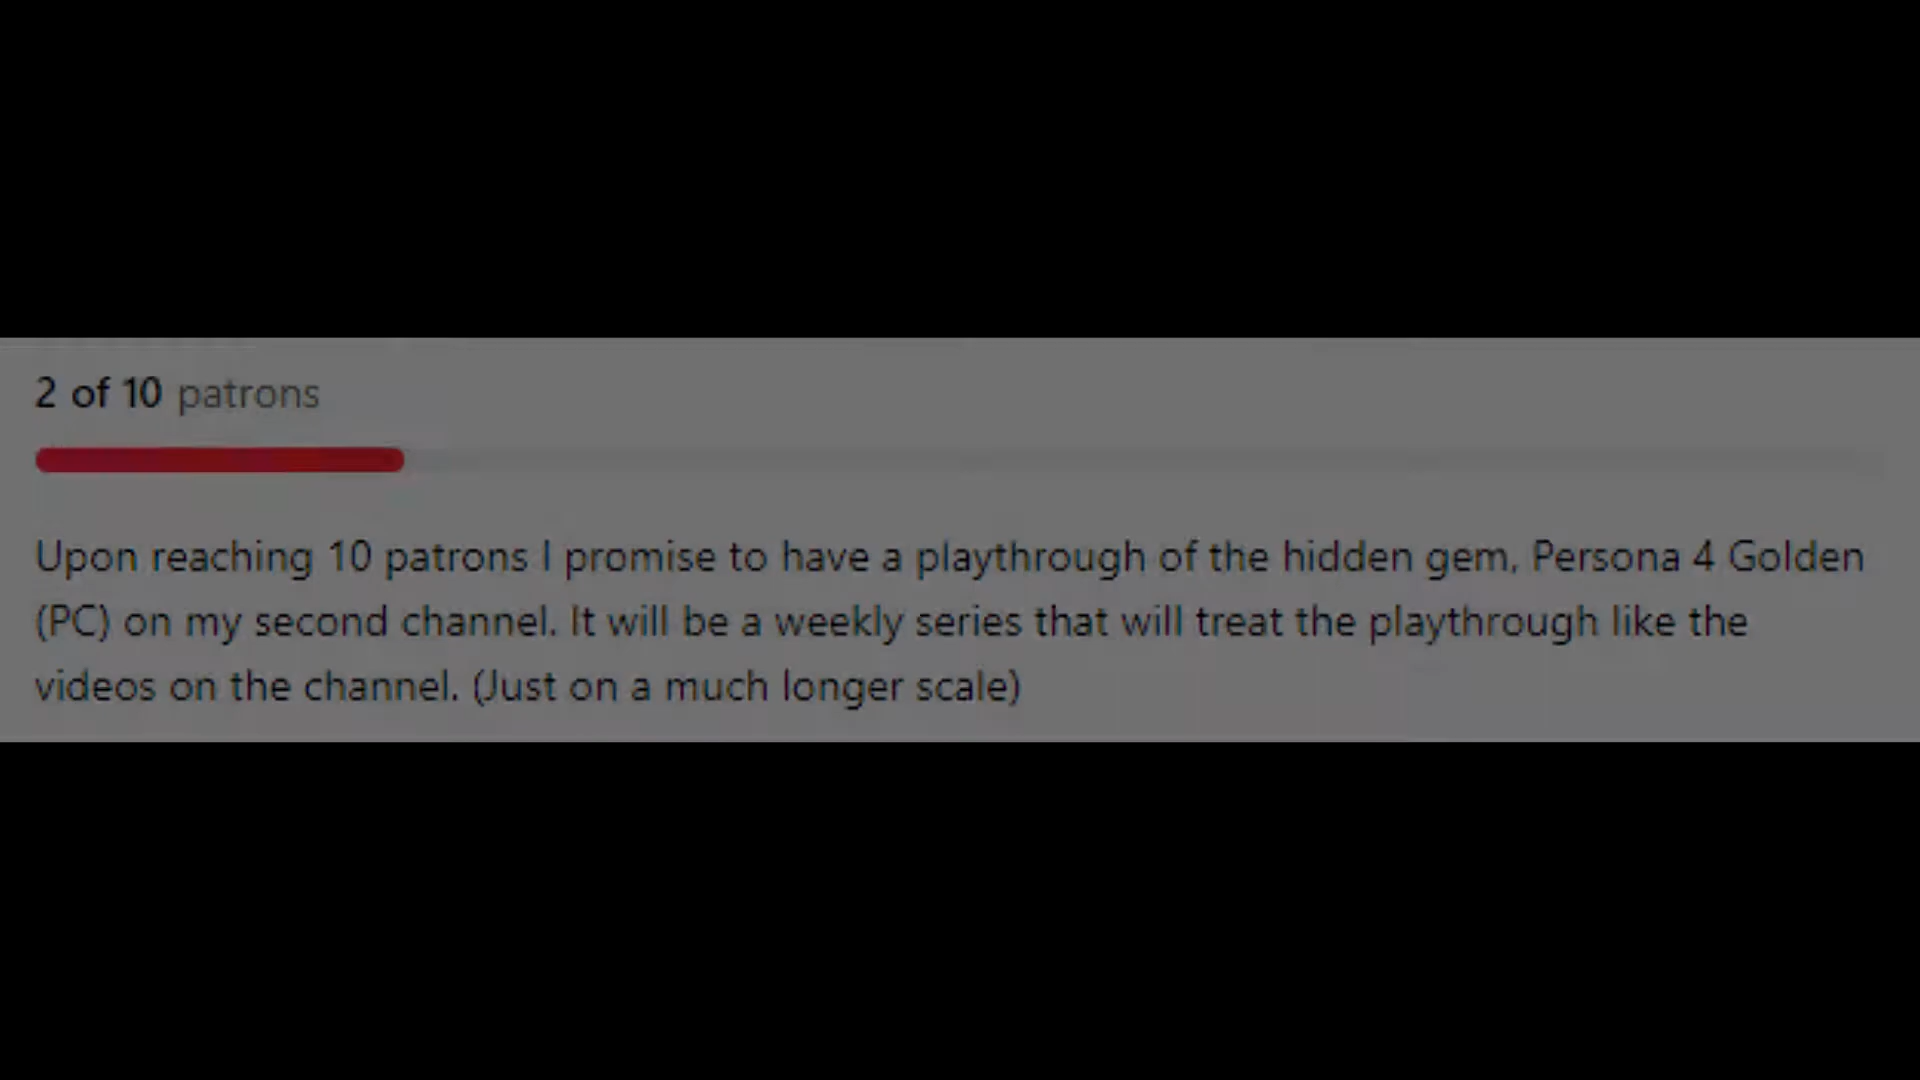 2 of 10 patrons
Upon reaching 10 patrons I promise to have a playthrough of the hidden gem, Persona 4 Golden
(PC) on my second channel. It will be a weekly series that will treat the playthrough like the
videos on the channel. (Just on a much longer scale)